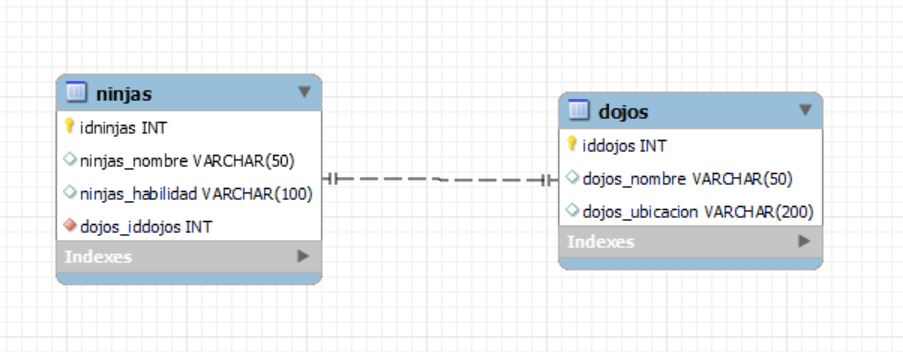 ninjas
idninjas INT
ninjas_nombre VARCHAR(50)
ninjas_habilidad VARCHAR(100)
dojos_iddojos INT
Indexes
dojos
iddojos INT
dojos_nombre VARCHAR(50)
dojos_ubicacion VARCHAR(200)
Indexes